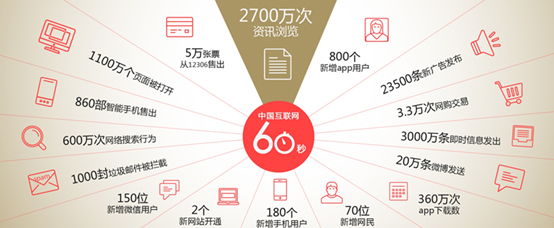 2700万次
资讯浏览
5万张票
从12306售出
800个
新增app用户
1100万个页面被打开
23500条新广告发布
860部智能手机售出
3.3万次网购交易
600万次网络搜索行为
3000万条即时信息发出
1000封垃圾邮件被拦截
20万条微博发送
spam
中国互联网
60秒
150位
新增微信用户
2个
新网站开通
180个
新增手机用户
70位
新增网民
360万次
app下载数